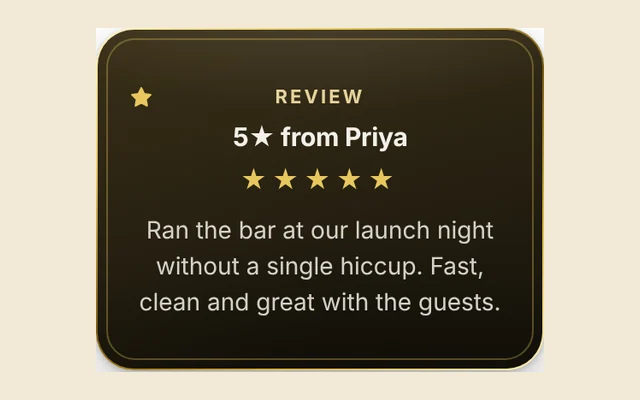 REVIEW
5★ from Priya
★ ★ ★ ★ ★
Ran the bar at our launch night
without a single hiccup. Fast,
clean and great with the guests.